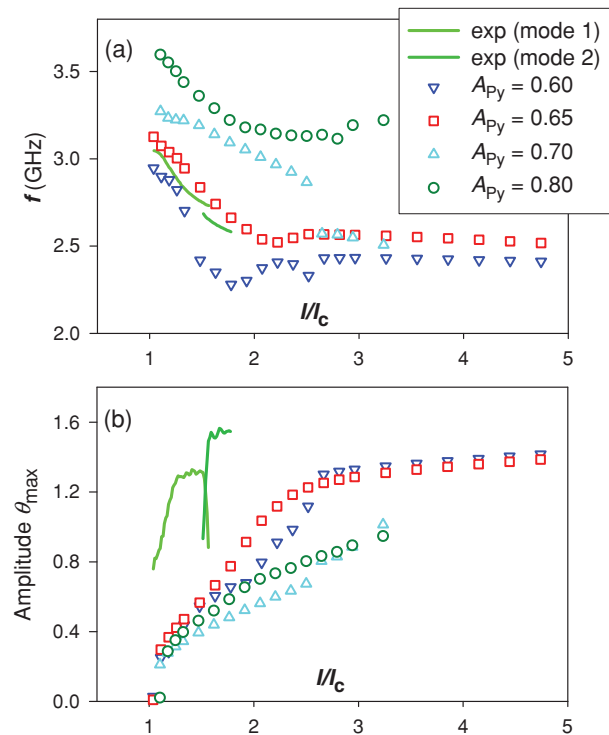 (a)
exp (mode 1)
exp (mode 2)
A_Py = 0.60
A_Py = 0.65
A_Py = 0.70
A_Py = 0.80
f (GHz)
3.5
3.0
2.5
2.0
I/I_c
1 2 3 4 5
(b)
Amplitude θ_max
1.6
1.2
0.8
0.4
0.0
I/I_c
1 2 3 4 5